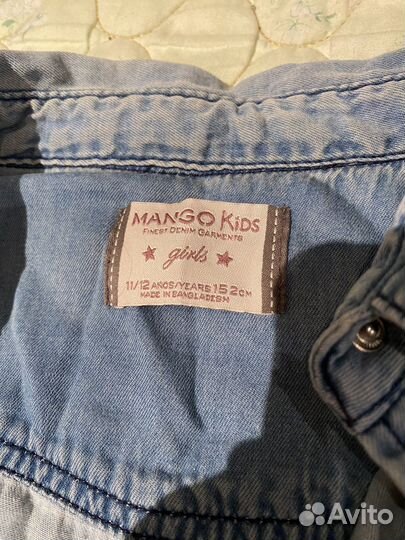 MANGO KiDS
FINEST DENIM GARMENTS
girls
11/12 AÑOS/YEARS 152CM
MADE IN BANGLADESH
Avito